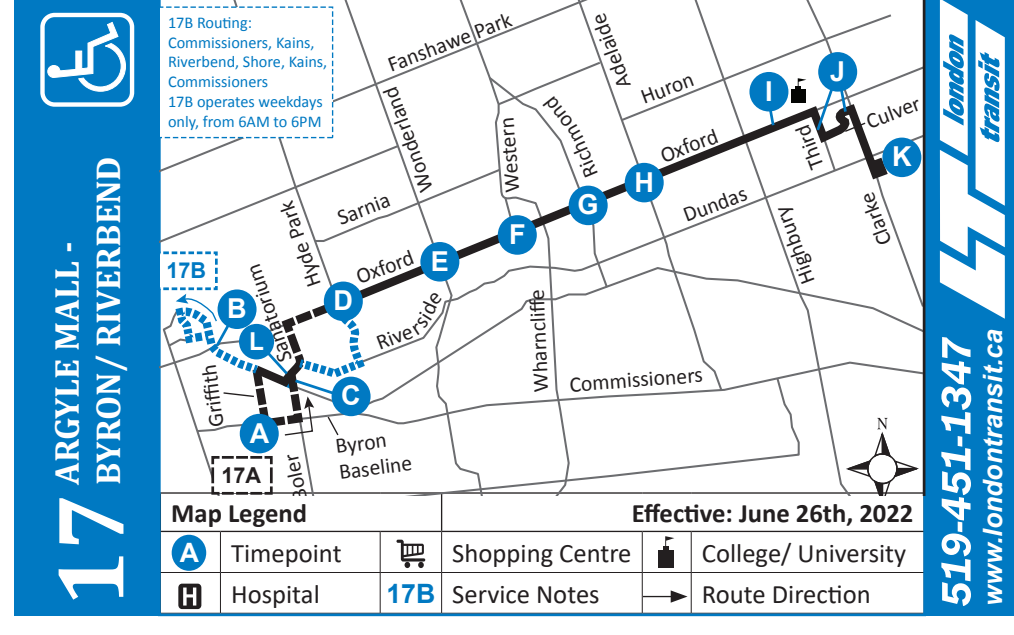 17 ARGYLE MALL -
BYRON/ RIVERBEND
17B Routing:
Commissioners, Kains,
Riverbend, Shore, Kains,
Commissioners
17B operates weekdays
only, from 6AM to 6PM
Fanshawe Park
Adelaide
Huron
Wonderland
Western
Richmond
I
J
Culver
Third
K
Oxford
H
Dundas
G
F
E
Sarnia
Hyde Park
Oxford
D
Highbury
Clarke
17B
B
Sanatorium
L
Riverside
Wharncliffe
Commissioners
Griffith
C
A
Byron
Baseline
17A
Boler
N
Map Legend
Effective: June 26th, 2022
A Timepoint
Shopping Centre
College/ University
H Hospital
17B Service Notes
Route Direction
london
transit
519-451-1347
www.londontransit.ca